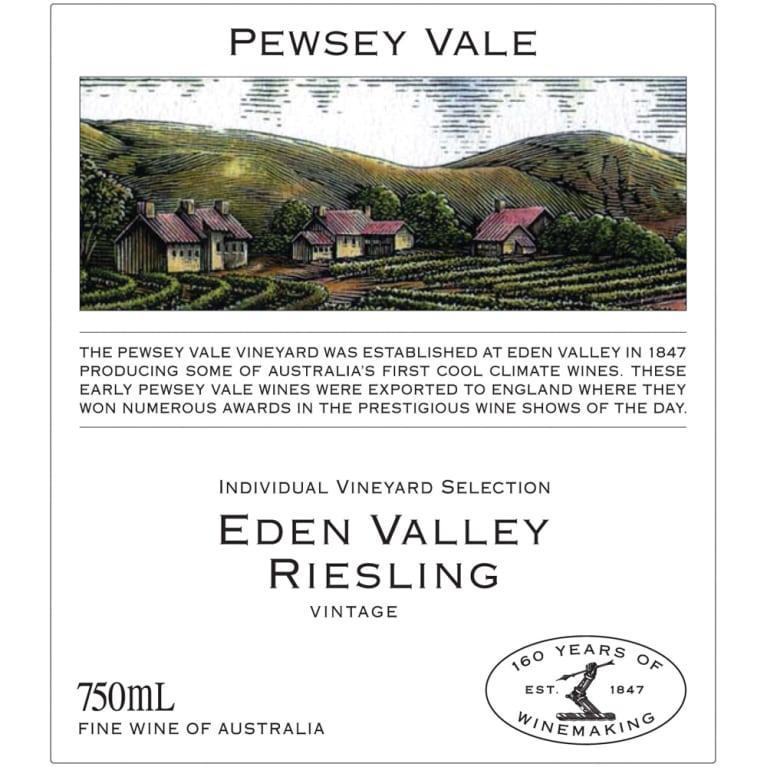 PEWSEY VALE
THE PEWSEY VALE VINEYARD WAS ESTABLISHED AT EDEN VALLEY IN 1847
PRODUCING SOME OF AUSTRALIA'S FIRST COOL CLIMATE WINES. THESE
EARLY PEWSEY VALE WINES WERE EXPORTED TO ENGLAND WHERE THEY
WON NUMEROUS AWARDS IN THE PRESTIGIOUS WINE SHOWS OF THE DAY.
INDIVIDUAL VINEYARD SELECTION
EDEN VALLEY
RIESLING
VINTAGE
750mL
FINE WINE OF AUSTRALIA
160 YEARS OF
EST. 1847
WINEMAKING